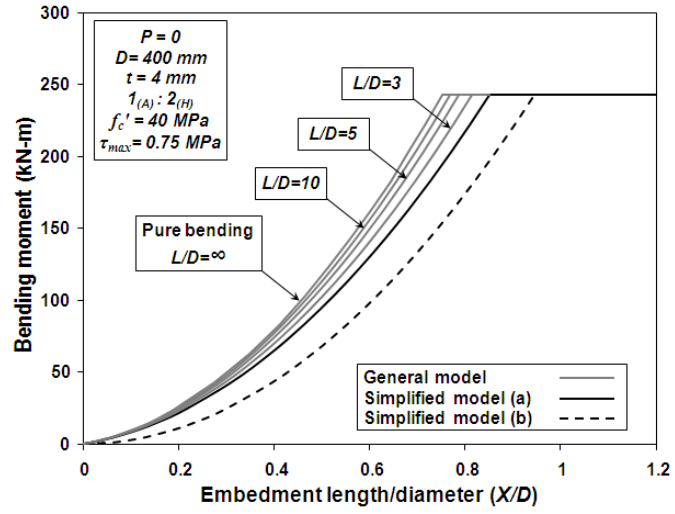 300
250
200
150
100
50
0
Bending moment (kN-m)
P = 0
D= 400 mm
t = 4 mm
1(A) : 2(H)
fc' = 40 MPa
τmax= 0.75 MPa
L/D=3
L/D=5
L/D=10
Pure bending
L/D=∞
General model
Simplified model (a)
Simplified model (b)
0 0.2 0.4 0.6 0.8 1 1.2
Embedment length/diameter (X/D)